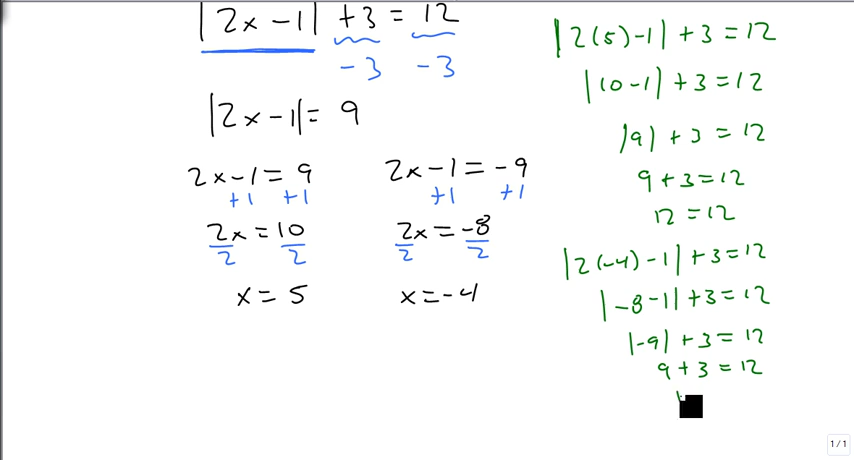 |2x-1| +3 = 12
-3 -3
|2x-1| = 9
2x-1 = 9
+1 +1
2x = 10
2 2
x = 5
2x-1 = -9
+1 +1
2x = -8
2 2
x = -4
|2(5)-1| + 3 = 12
|10-1| + 3 = 12
|9| + 3 = 12
9 + 3 = 12
12 = 12
|2(-4)-1| + 3 = 12
|-8-1| + 3 = 12
|-9| + 3 = 12
9 + 3 = 12
1/1